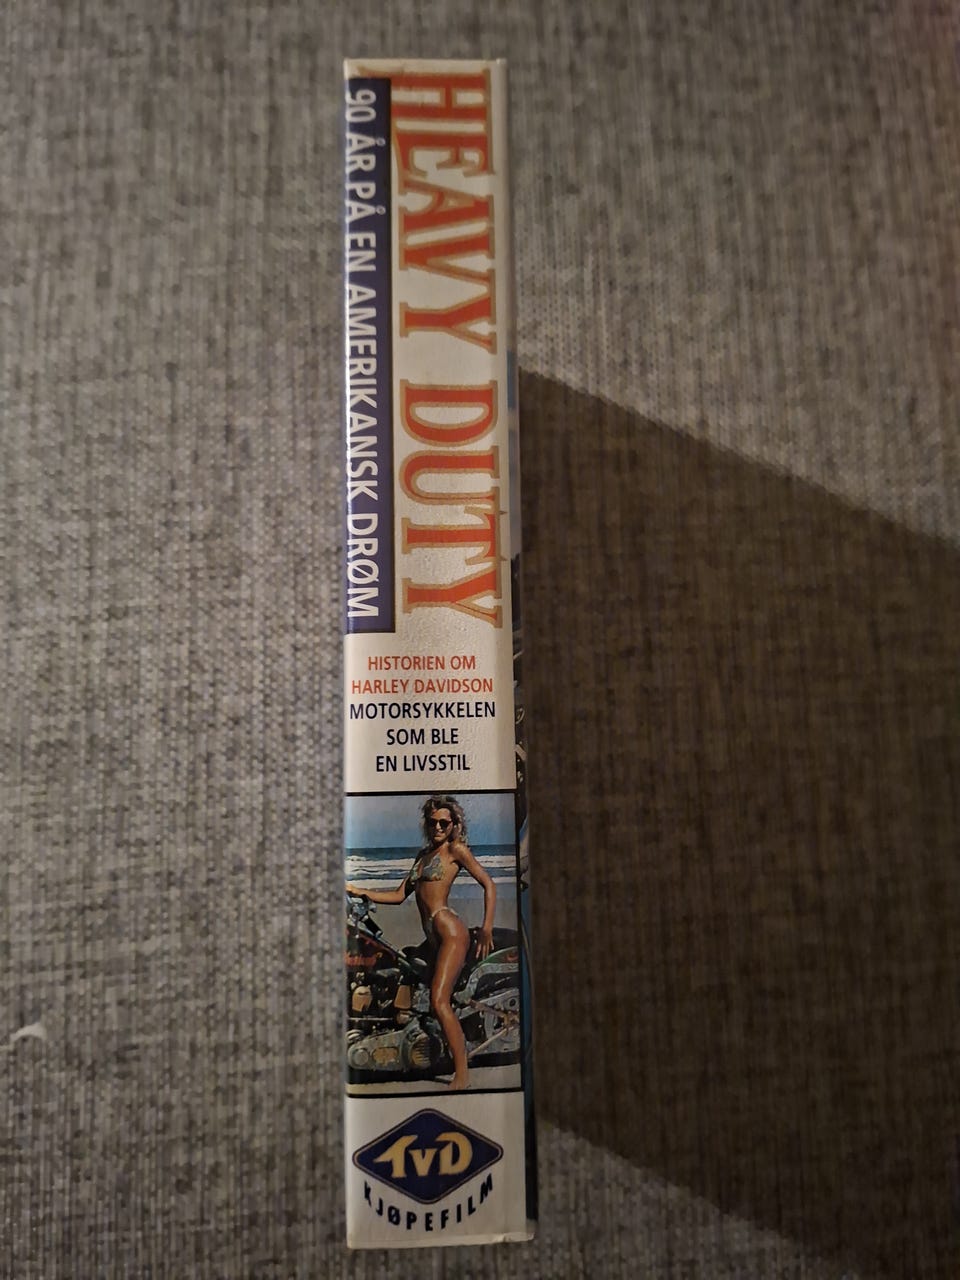 HEAVY DUTY
90 ÅR PÅ EN AMERIKANSK DRØM
HISTORIEN OM
HARLEY DAVIDSON
MOTORSYKKELEN
SOM BLE
EN LIVSSTIL
TVD
KJØPEFILM